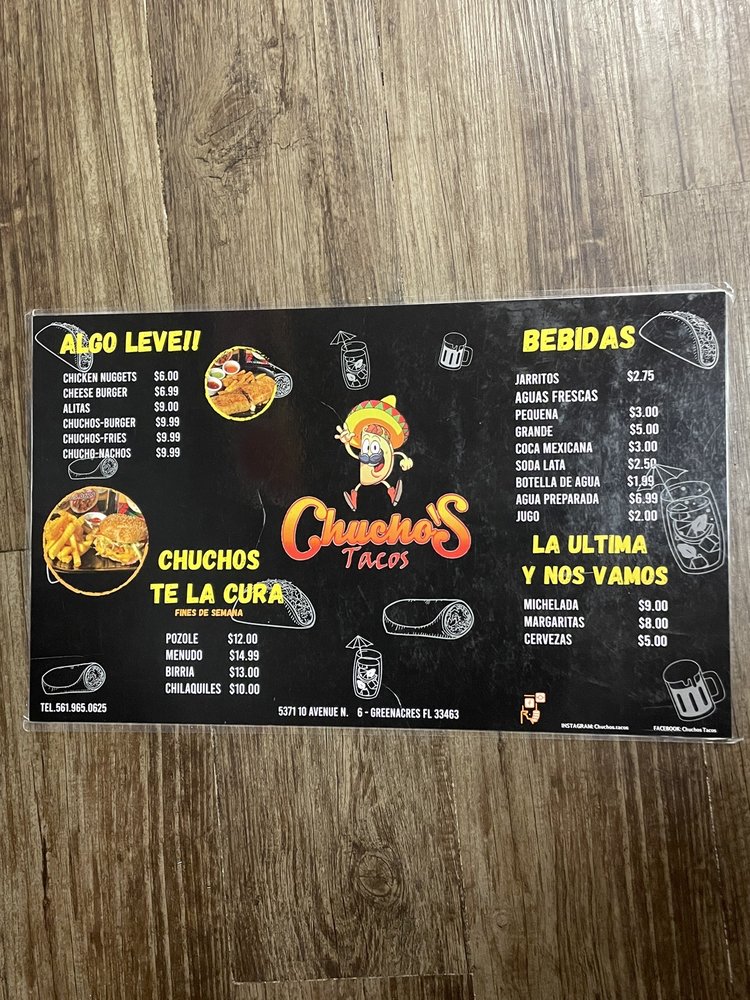 ALGO LEVE!!
CHICKEN NUGGETS $6.00
CHEESE BURGER $6.99
ALITAS $9.00
CHUCHOS-BURGER $9.99
CHUCHOS-FRIES $9.99
CHUCHO-NACHOS $9.99
CHUCHOS
TE LA CURA
FINES DE SEMANA
POZOLE $12.00
MENUDO $14.99
BIRRIA $13.00
CHILAQUILES $10.00
TEL.561.965.0625
Chucho'S
Tacos
5371 10 AVENUE N. 6 - GREENACRES FL 33463
BEBIDAS
JARRITOS $2.75
AGUAS FRESCAS
PEQUENA $3.00
GRANDE $5.00
COCA MEXICANA $3.00
SODA LATA $2.50
BOTELLA DE AGUA $1.99
AGUA PREPARADA $6.99
JUGO $2.00
LA ULTIMA
Y NOS VAMOS
MICHELADA $9.00
MARGARITAS $8.00
CERVEZAS $5.00
INSTAGRAM: Chuchos.tacos
FACEBOOK: Chuchos Tacos